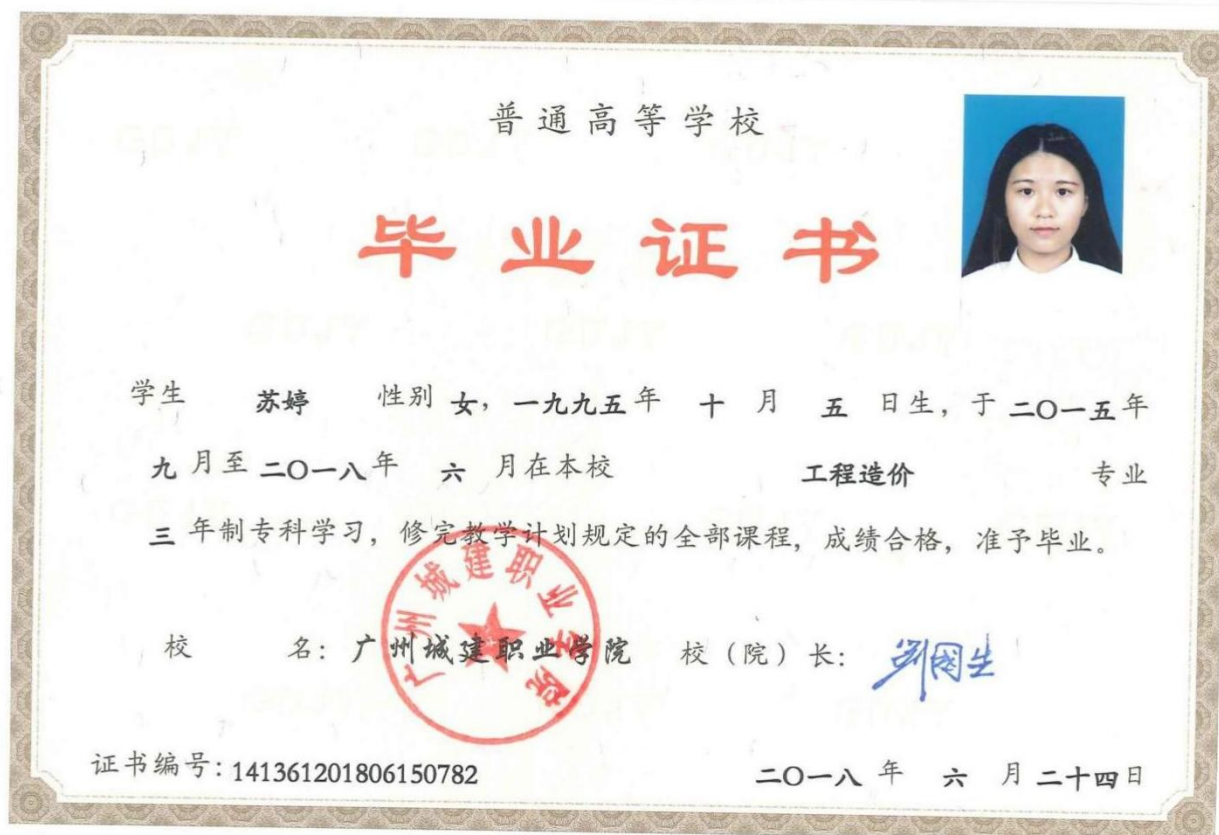 普通高等学校
毕业证书
学生 苏婷 性别 女，一九九五年 十 月 五 日生，于 二〇一五年
九 月至 二〇一八年 六 月在本校 工程造价 专业
三 年制专科学习，修完教学计划规定的全部课程，成绩合格，准予毕业。
广州城建职业学院
校 名：广州城建职业学院 校（院）长：刘国生
证书编号：141361201806150782 二〇一八 年 六 月 二十四日